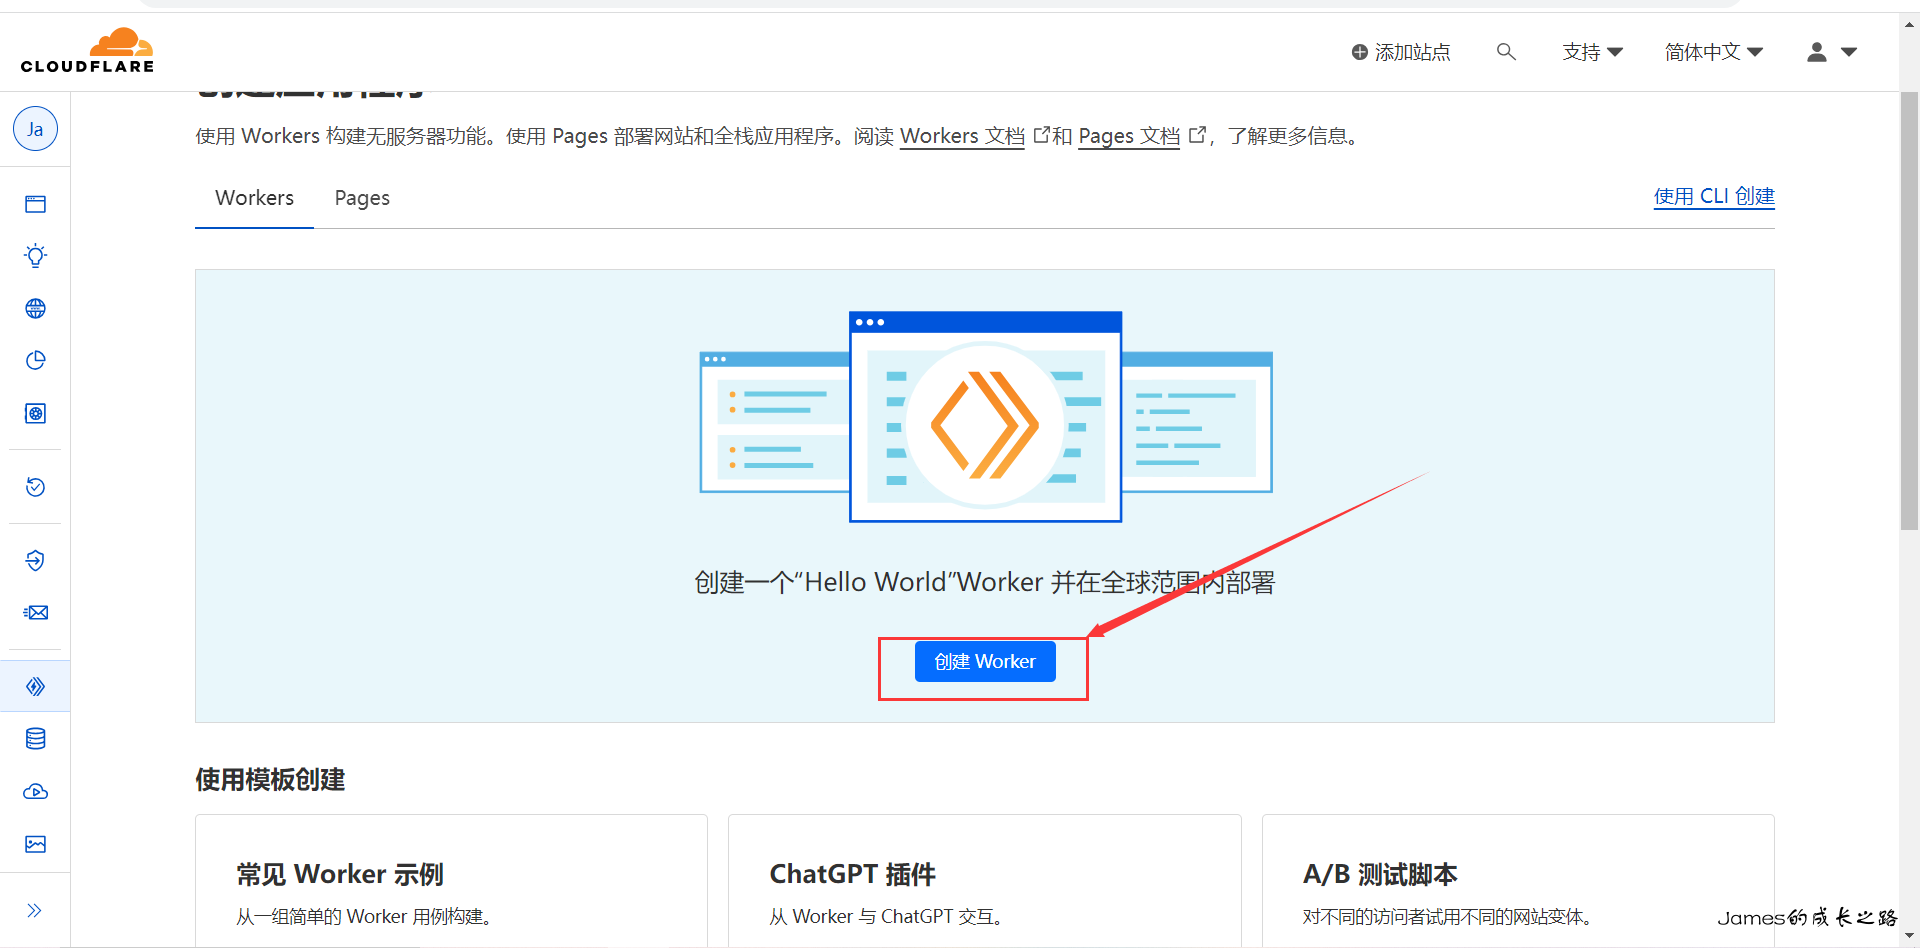 CLOUDFLARE
添加站点
支持
简体中文
创建应用程序
Ja
使用 Workers 构建无服务器功能。使用 Pages 部署网站和全栈应用程序。阅读 Workers 文档 和 Pages 文档 ，了解更多信息。
Workers
Pages
使用 CLI 创建
创建一个“Hello World”Worker 并在全球范围内部署
创建 Worker
使用模板创建
常见 Worker 示例
从一组简单的 Worker 用例构建。
ChatGPT 插件
从 Worker 与 ChatGPT 交互。
A/B 测试脚本
对不同的访问者试用不同的网站变体。
James的成长之路